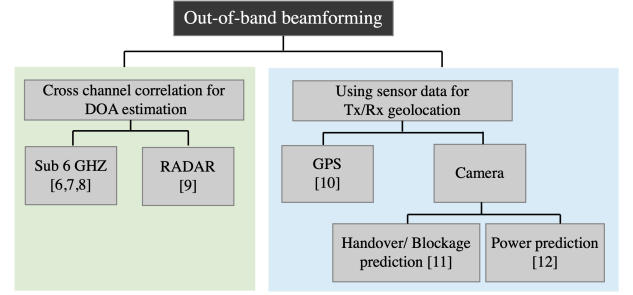 Out-of-band beamforming
Cross channel correlation for
DOA estimation
Sub 6 GHZ
[6,7,8]
RADAR
[9]
Using sensor data for
Tx/Rx geolocation
GPS
[10]
Camera
Handover/ Blockage
prediction [11]
Power prediction
[12]